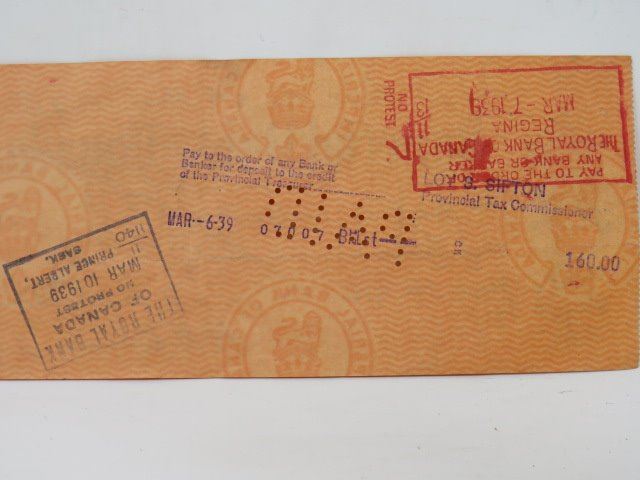 Pay to the order of any Bank or
Banker for deposit to the credit
of the Provincial Treasurer
SIFTON
Provincial Tax Commissioner
MAR--6-39 07007
160.00
PAY TO THE ORDER
ANY BANK OR BANKER
THE ROYAL BANK CANADA
REGINA
MAR - 7. 1939
NO
PROTEST
THE ROYAL BANK
OF CANADA
NO PROTEST
MAR 10 1939
PRINCE ALBERT,
SASK.
11 1140